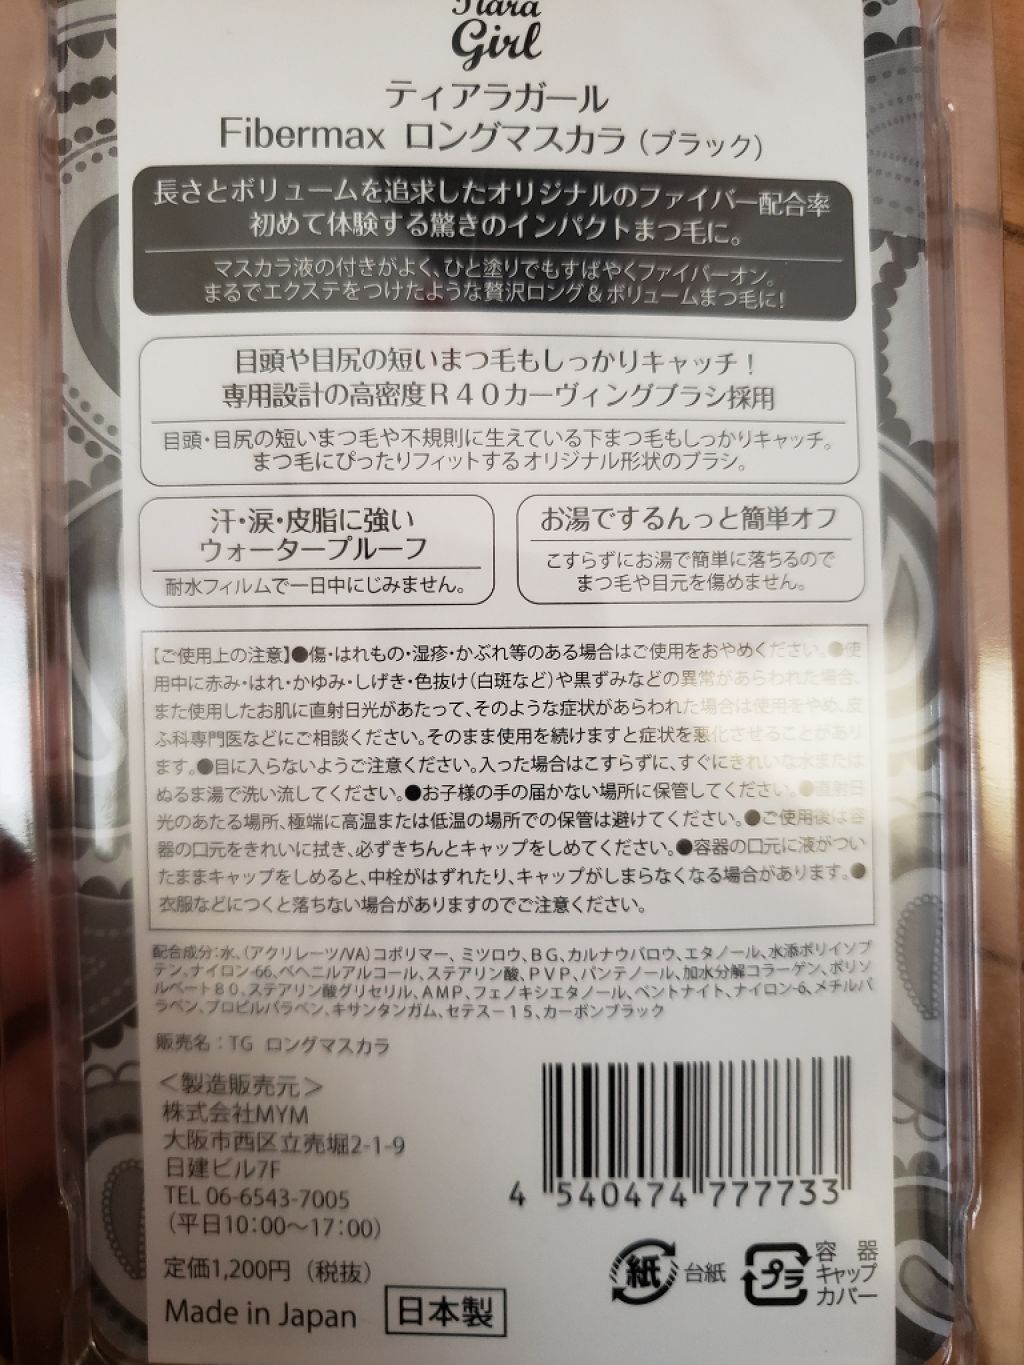 Tiara
Girl
ティアラガール
Fibermax ロングマスカラ（ブラック）
長さとボリュームを追求したオリジナルのファイバー配合率
初めて体験する驚きのインパクトまつ毛に。
マスカラ液の付きがよく、ひと塗りでもすばやくファイバーオン。
まるでエクステをつけたような贅沢ロング＆ボリュームまつ毛に！
目頭や目尻の短いまつ毛もしっかりキャッチ！
専用設計の高密度Ｒ４０カーヴィングブラシ採用
目頭・目尻の短いまつ毛や不規則に生えている下まつ毛もしっかりキャッチ。
まつ毛にぴったりフィットするオリジナル形状のブラシ。
汗・涙・皮脂に強い
ウォータープルーフ
耐水フィルムで一日中にじみません。
お湯でするんっと簡単オフ
こすらずにお湯で簡単に落ちるので
まつ毛や目元を傷めません。
【ご使用上の注意】●傷・はれもの・湿疹・かぶれ等のある場合はご使用をおやめください。●使
用中に赤み・はれ・かゆみ・しげき・色抜け（白斑など）や黒ずみなどの異常があらわれた場合、
また使用したお肌に直射日光があたって、そのような症状があらわれた場合は使用をやめ、皮
ふ科専門医などにご相談ください。そのまま使用を続けますと症状を悪化させることがあり
ます。●目に入らないようご注意ください。入った場合はこすらずに、すぐにきれいな水または
ぬるま湯で洗い流してください。●お子様の手の届かない場所に保管してください。●直射日
光のあたる場所、極端に高温または低温の場所での保管は避けてください。●ご使用後は容
器の口元をきれいに拭き、必ずきちんとキャップをしめてください。●容器の口元に液がつい
たままキャップをしめると、中栓がはずれたり、キャップがしまらなくなる場合があります。●
衣服などにつくと落ちない場合がありますのでご注意ください。
配合成分：水、（アクリレーツ/VA）コポリマー、ミツロウ、ＢＧ、カルナウバロウ、エタノール、水添ポリイソブ
テン、ナイロン-66、ベヘニルアルコール、ステアリン酸、ＰＶＰ、パンテノール、加水分解コラーゲン、ポリソ
ルベート８０、ステアリン酸グリセリル、ＡＭＰ、フェノキシエタノール、ベントナイト、ナイロン-6、メチルパ
ラベン、プロピルパラベン、キサンタンガム、セテス－１５、カーボンブラック
販売名：TG ロングマスカラ
＜製造販売元＞
株式会社MYM
大阪市西区立売堀2-1-9
日建ビル7F
TEL 06-6543-7005
（平日10：00～17：00）
定価1,200円（税抜）
Made in Japan 日本製
4 540474 777733
紙 台紙
プラ 容器
キャップ
カバー